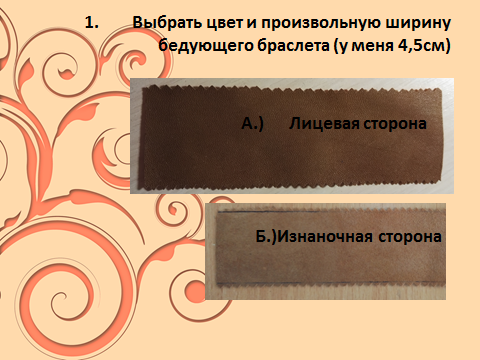 1. Выбрать цвет и произвольную ширину
бедующего браслета (у меня 4,5см)
А.) Лицевая сторона
Б.)Изнаночная сторона